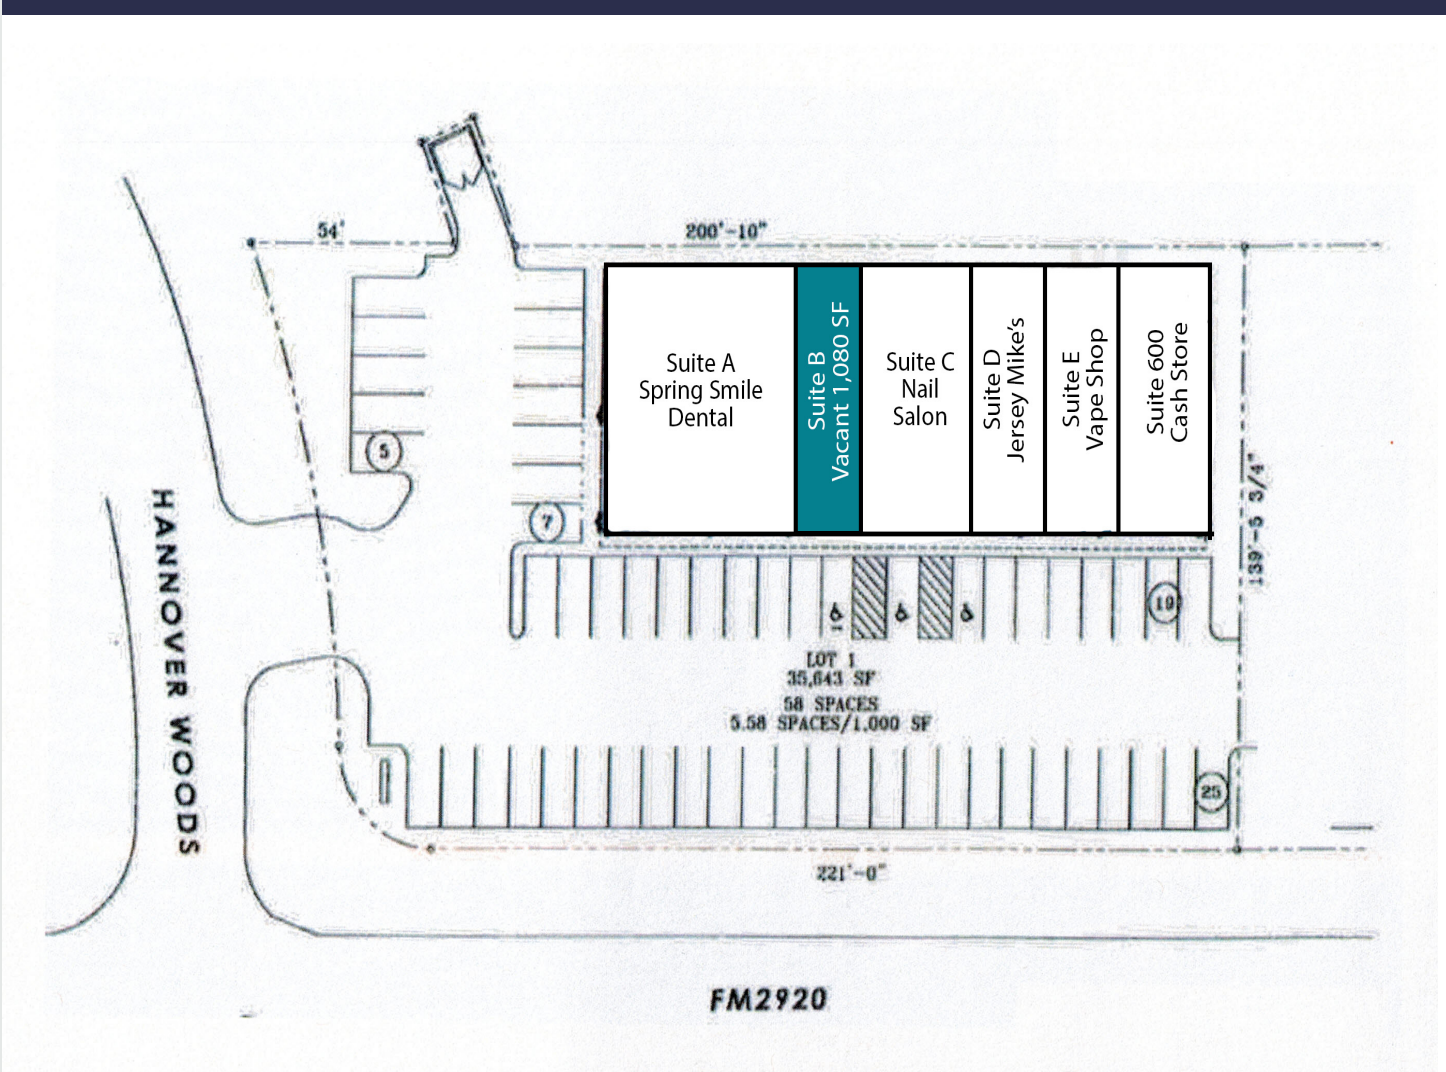 54'
200'-10"
Suite A
Spring Smile
Dental
Suite B
Vacant 1,080 SF
Suite C
Nail
Salon
Suite D
Jersey Mike's
Suite E
Vape Shop
Suite 600
Cash Store
5
7
139'-5 3/4"
19
HANNOVER WOODS
LOT 1
35,643 SF
58 SPACES
5.58 SPACES/1.000 SF
25
221'-0"
FM2920